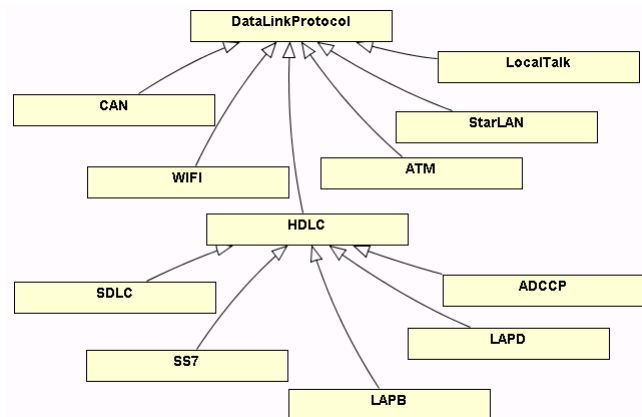 DataLinkProtocol
LocalTalk
CAN
StarLAN
WIFI
ATM
HDLC
SDLC
ADCCP
SS7
LAPD
LAPB